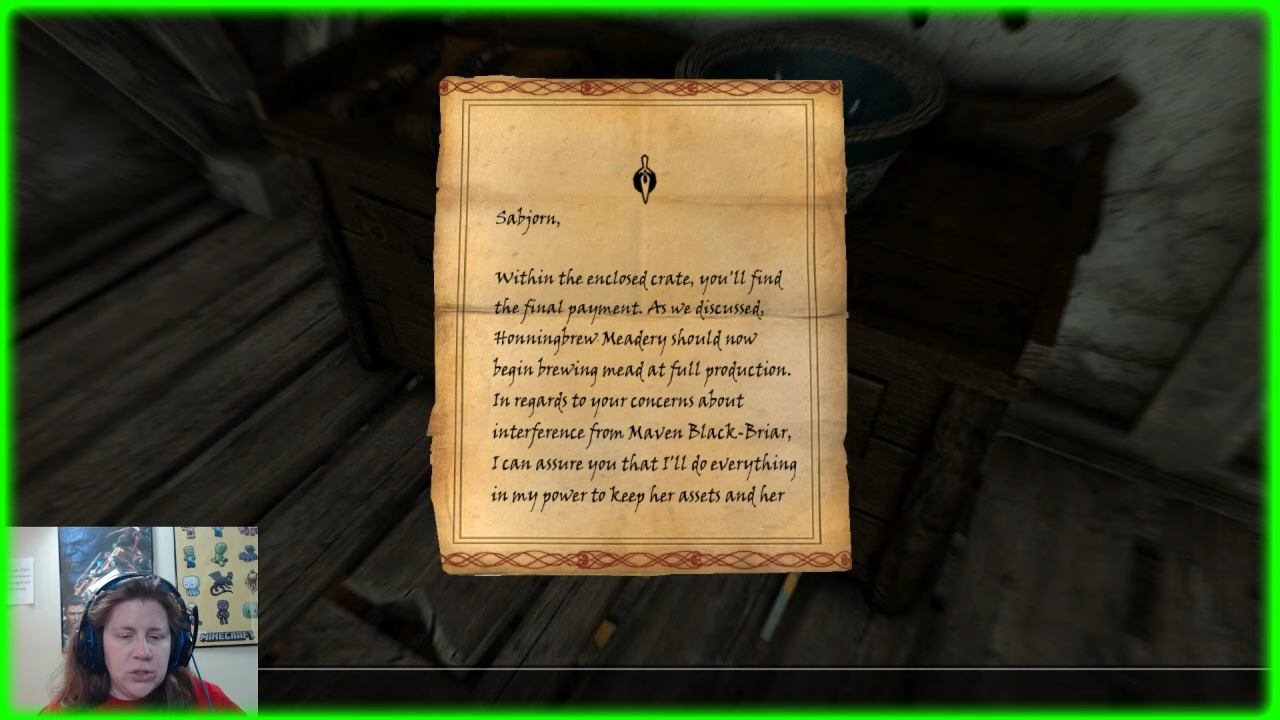 Sabjorn,
Within the enclosed crate, you'll find
the final payment. As we discussed,
Honningbrew Meadery should now
begin brewing mead at full production.
In regards to your concerns about
interference from Maven Black-Briar,
I can assure you that I'll do everything
in my power to keep her assets and her
MINECRAFT